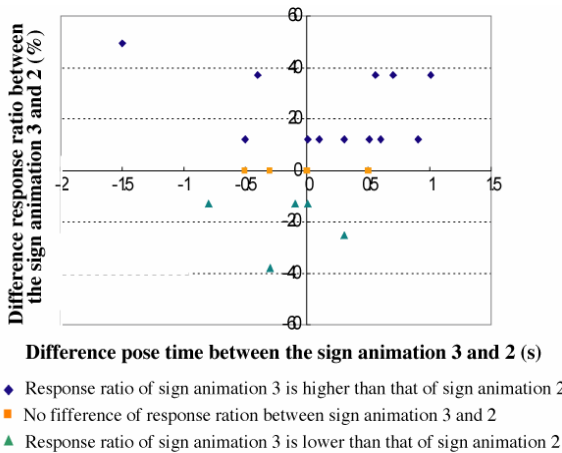 Difference response ratio between
the sign animation 3 and 2 (%)
60
40
20
0
-20
-40
-60
-2 -1.5 -1 -0.5 0 0.5 1 1.5
Difference pose time between the sign animation 3 and 2 (s)
Response ratio of sign animation 3 is higher than that of sign animation 2
No fifference of response ration between sign animation 3 and 2
Response ratio of sign animation 3 is lower than that of sign animation 2